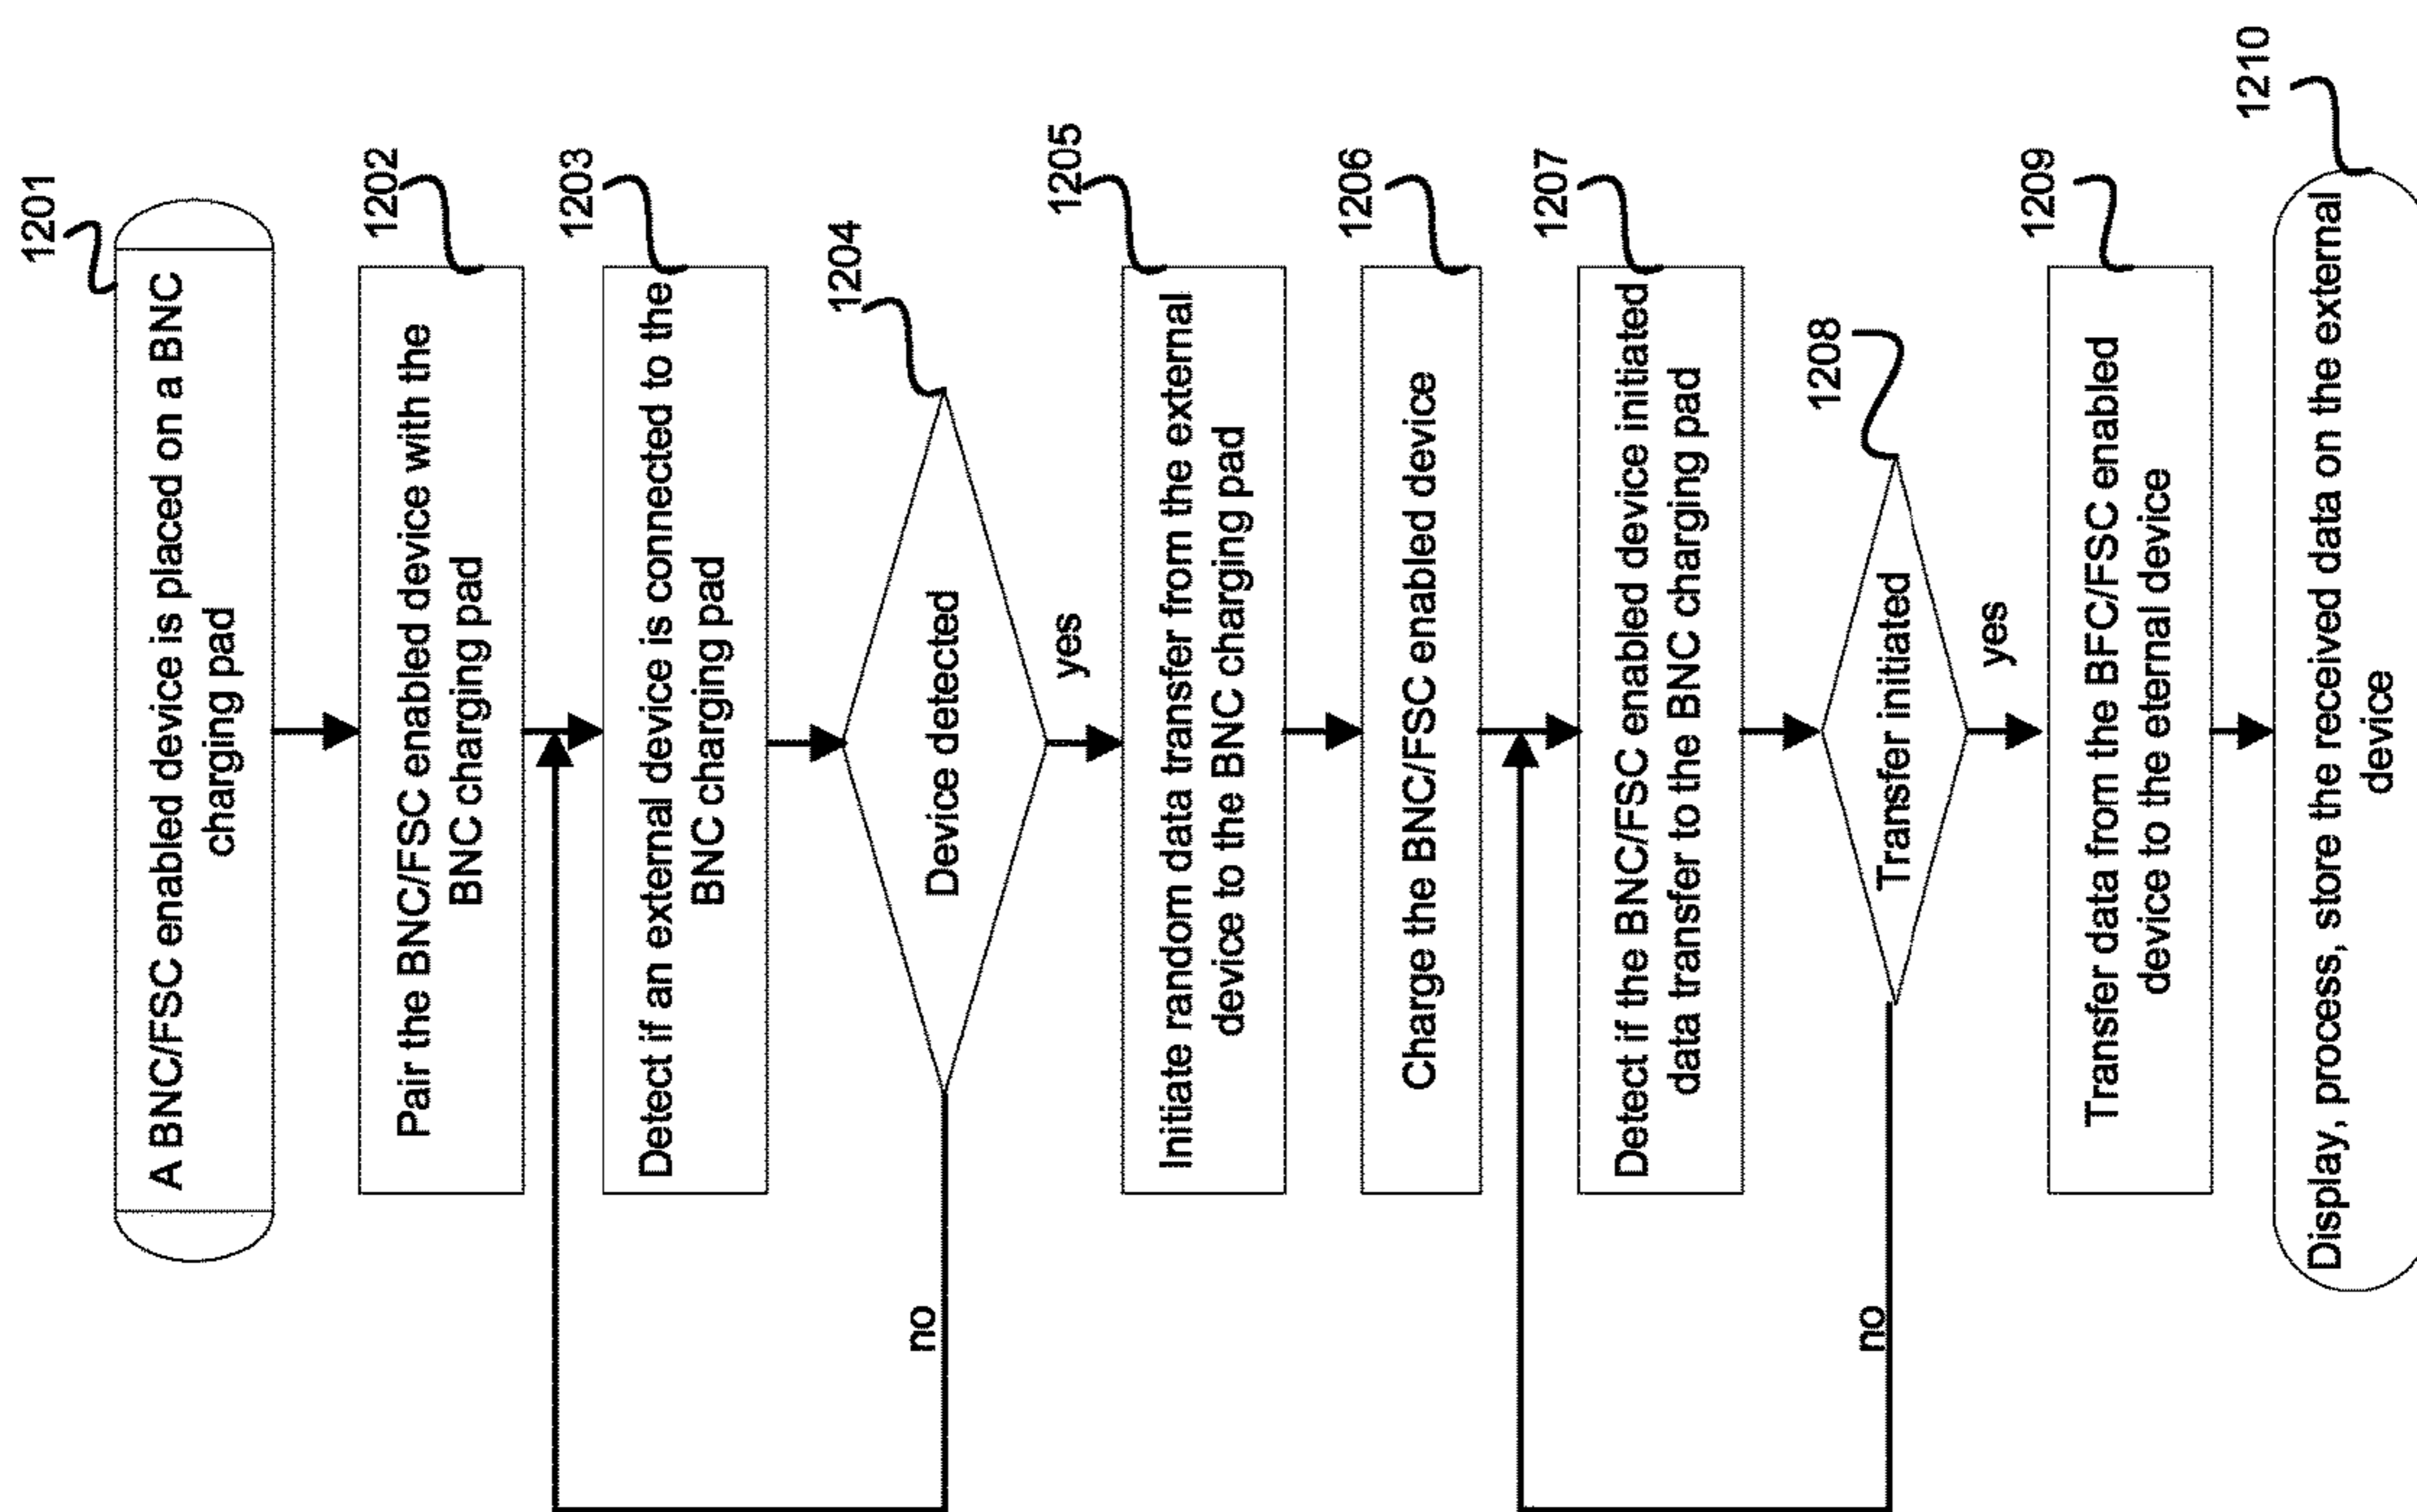 1201
A BNC/FSC enabled device is placed on a BNC
charging pad
1202
Pair the BNC/FSC enabled device with the
BNC charging pad
1203
Detect if an external device is connected to the
BNC charging pad
1204
Device detected
no
yes
1205
Initiate random data transfer from the external
device to the BNC charging pad
1206
Charge the BNC/FSC enabled device
1207
Detect if the BNC/FSC enabled device initiated
data transfer to the BNC charging pad
1208
Transfer initiated
no
yes
1209
Transfer data from the BFC/FSC enabled
device to the eternal device
1210
Display, process, store the received data on the external
device